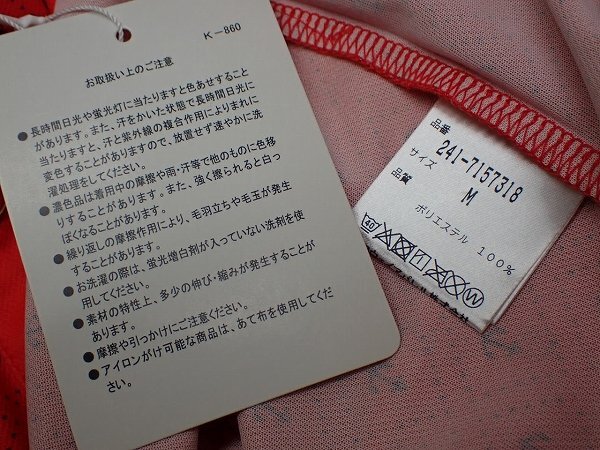 K-860
お取扱い上のご注意
● 長時間日光や蛍光灯に当たりますと色あせすること
があります。また、汗をかいた状態で長時間日光に
当たりますと、汗と紫外線の複合作用によりまれに
変色することがありますので、放置せず速やかに洗
濯処理をしてください。
● 濃色品は着用中の摩擦や雨・汗等で他のものに色移
りすることがあります。また、強く擦られると白っ
ぽくなることがあります。
● 繰り返しの摩擦作用により、毛羽立ちや毛玉が発生
することがあります。
● お洗濯の際は、蛍光増白剤が入っていない洗剤を使
用してください。
● 素材の特性上、多少の伸び・縮みが発生することが
あります。
● 摩擦や引っかけにご注意ください。
● アイロンがけ可能な商品は、あて布を使用してくだ
さい。
品番
241-7157318
サイズ
M
品質
ポリエステル 100%
40
W